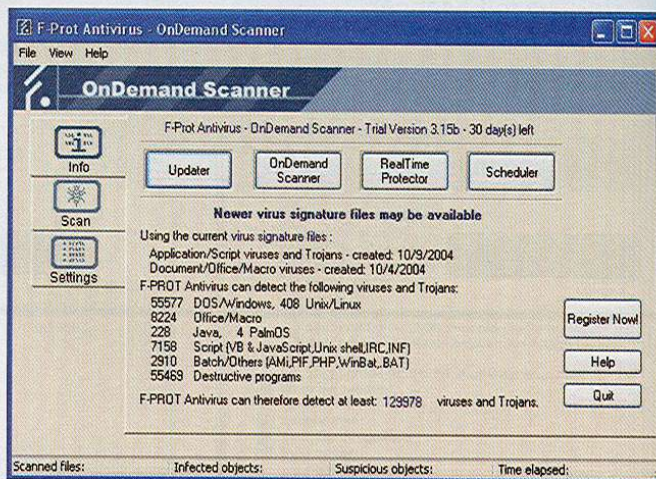 F-Prot Antivirus - OnDemand Scanner
File View Help
OnDemand Scanner
Info
Scan
Settings
F-Prot Antivirus - OnDemand Scanner - Trial Version 3.15b - 30 day(s) left
Updater
OnDemand Scanner
RealTime Protector
Scheduler
Newer virus signature files may be available
Using the current virus signature files :
Application/Script viruses and Trojans - created: 10/9/2004
Document/Office/Macro viruses - created: 10/4/2004
F-PROT Antivirus can detect the following viruses and Trojans:
55577 DOS/Windows, 408 Unix/Linux
8224 Office/Macro
228 Java, 4 PalmOS
7158 Script (VB & JavaScript,Unix shell,IRC,INF)
2910 Batch/Others (AMi,PIF,PHP,WinBat,.BAT)
55469 Destructive programs
F-PROT Antivirus can therefore detect at least: 129978 viruses and Trojans.
Register Now!
Help
Quit
Scanned files: Infected objects: Suspicious objects: Time elapsed: